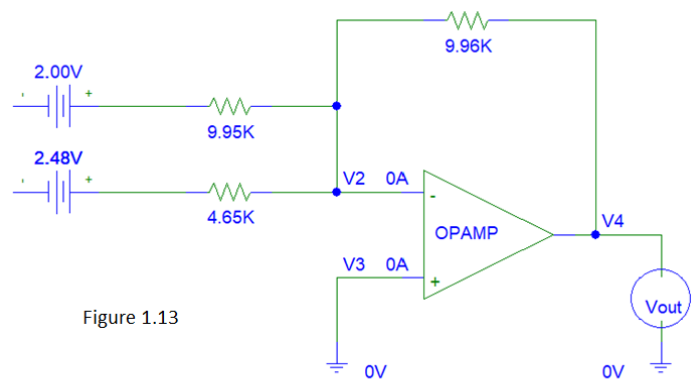 9.96K
2.00V
- +
9.95K
2.48V
- +
4.65K
V2 0A
-
OPAMP
V4
V3 0A
+
Vout
Figure 1.13
0V
0V